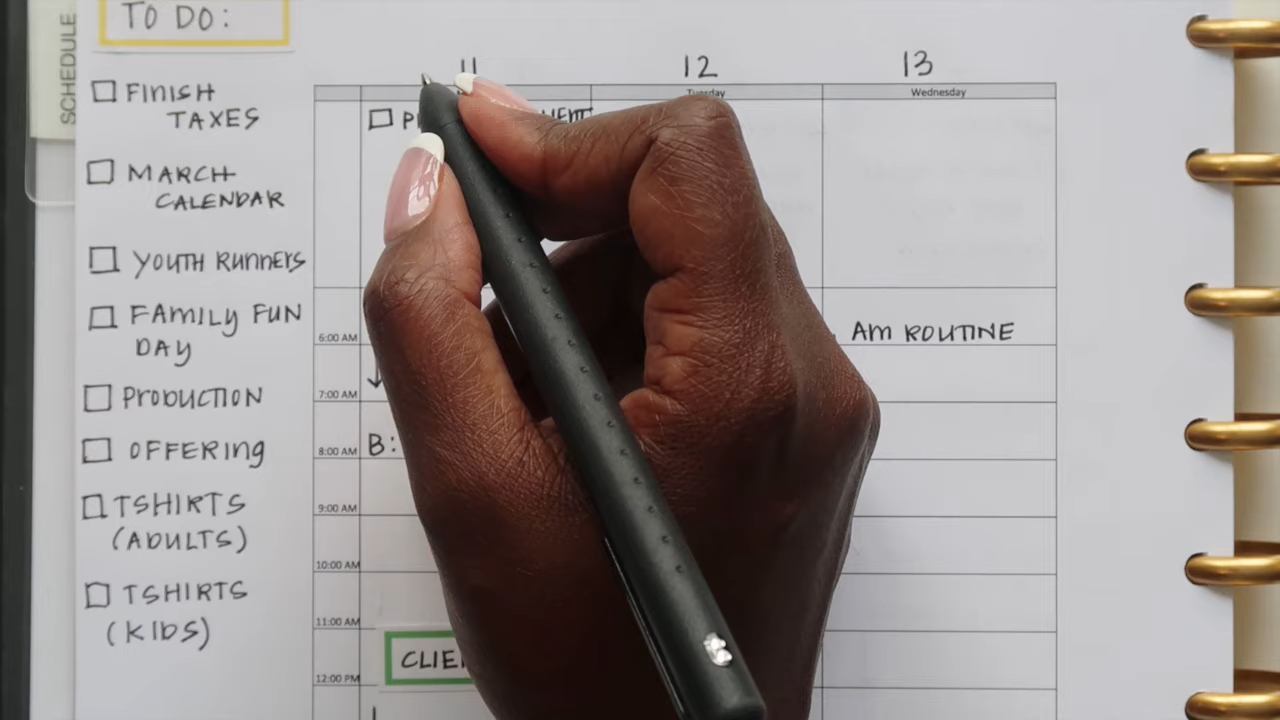 TO DO:
SCHEDULE
FINISH
TAXES
MARCH
CALENDAR
YOUTH RUNNERS
FAMILY FUN
DAY
PRODUCTION
OFFERING
TSHIRTS
(ADULTS)
TSHIRTS
(KIDS)
11 12 13
Tuesday Wednesday
6:00 AM AM ROUTINE
7:00 AM
8:00 AM B:
9:00 AM
10:00 AM
11:00 AM
12:00 PM